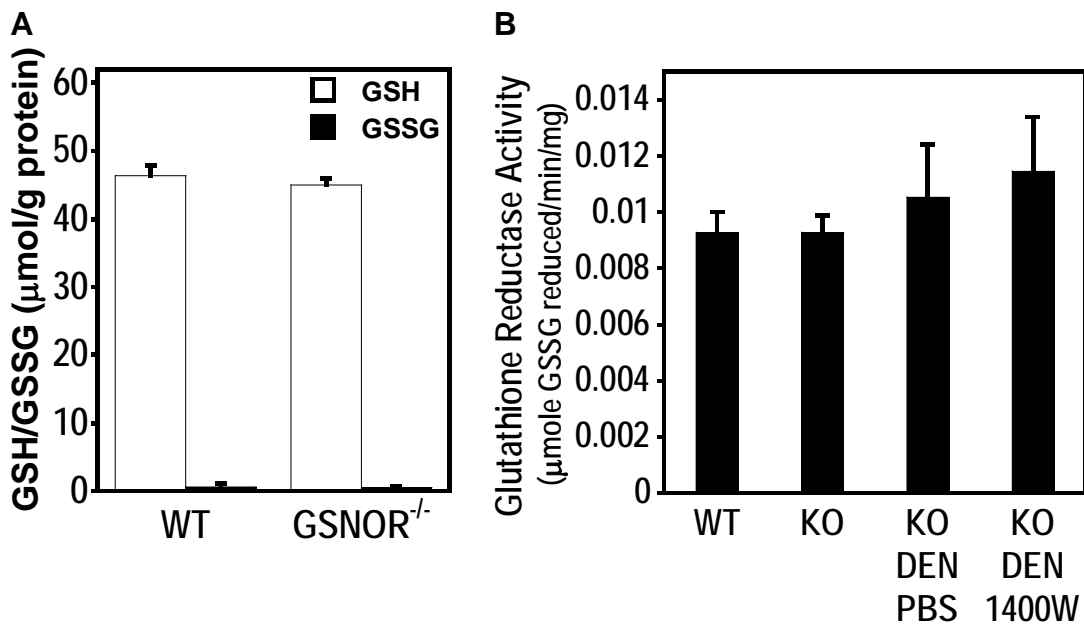 A
GSH/GSSG (μmol/g protein)
60
50
40
30
20
10
0
GSH
GSSG
WT
GSNOR-/-
B
Glutathione Reductase Activity
(μmole GSSG reduced/min/mg)
0.014
0.012
0.01
0.008
0.006
0.004
0.002
0
WT
KO
KO
DEN
PBS
KO
DEN
1400W